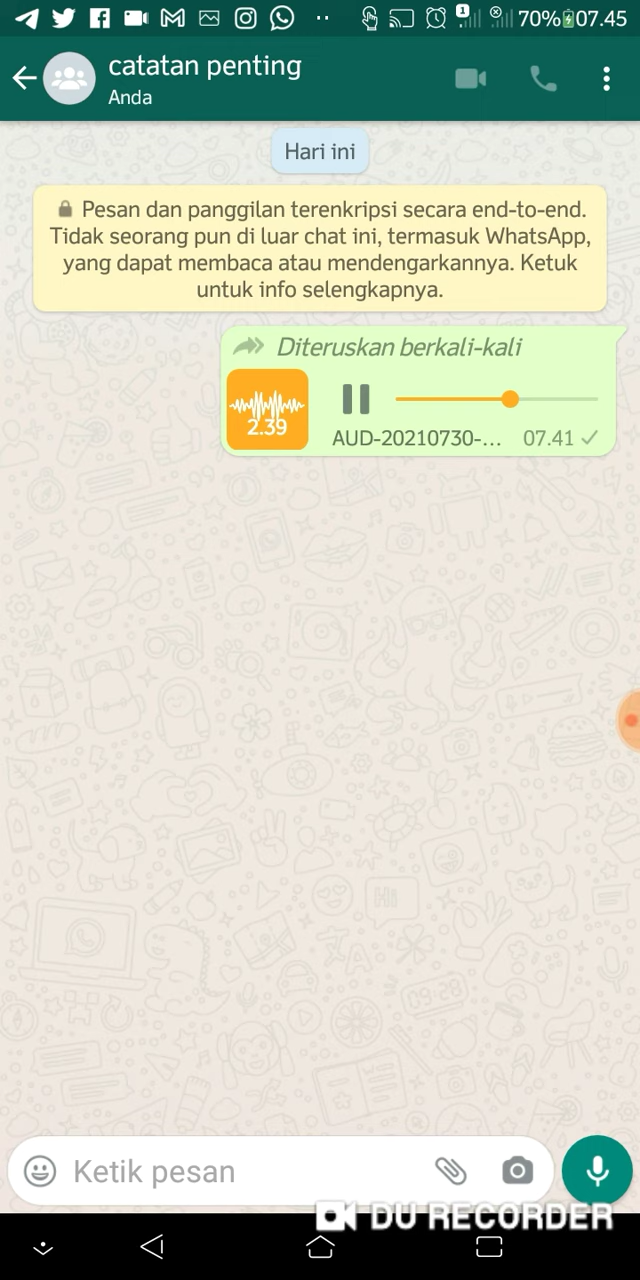 1 70% 07.45
catatan penting
Anda
Hari ini
Pesan dan panggilan terenkripsi secara end-to-end.
Tidak seorang pun di luar chat ini, termasuk WhatsApp,
yang dapat membaca atau mendengarkannya. Ketuk
untuk info selengkapnya.
Diteruskan berkali-kali
2.39
AUD-20210730-... 07.41
Ketik pesan
DU RECORDER